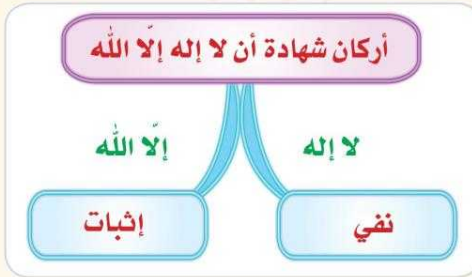 أركان شهادة أن لا إله إلّا الله
لا إله
إلّا الله
نفي
إثبات